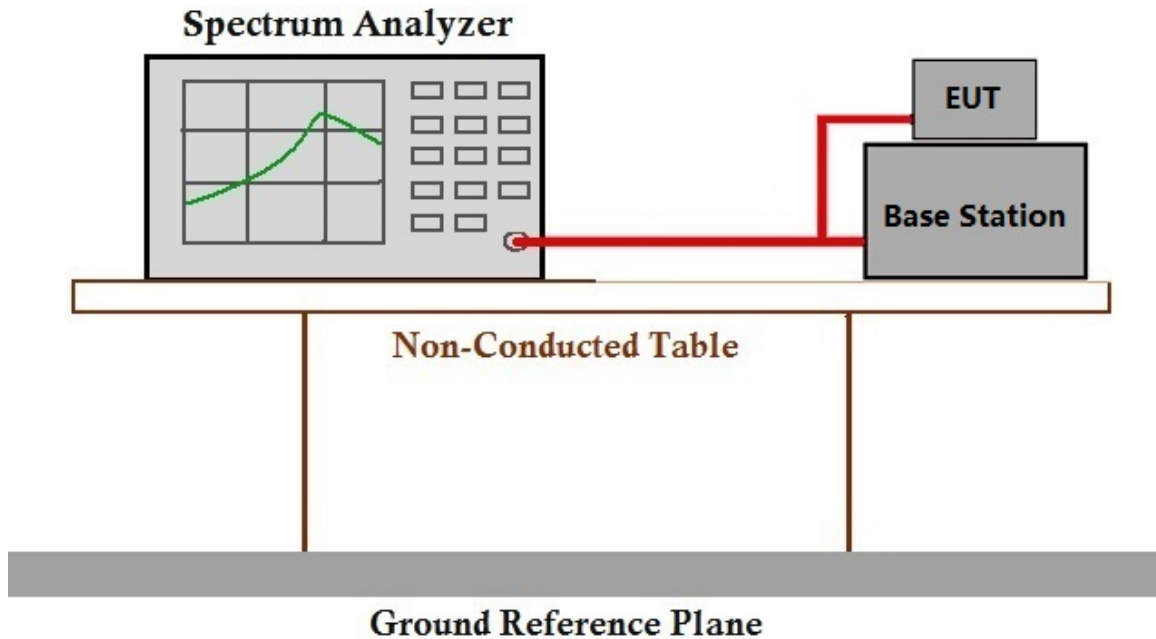 Spectrum Analyzer
EUT
Base Station
Non-Conducted Table
Ground Reference Plane